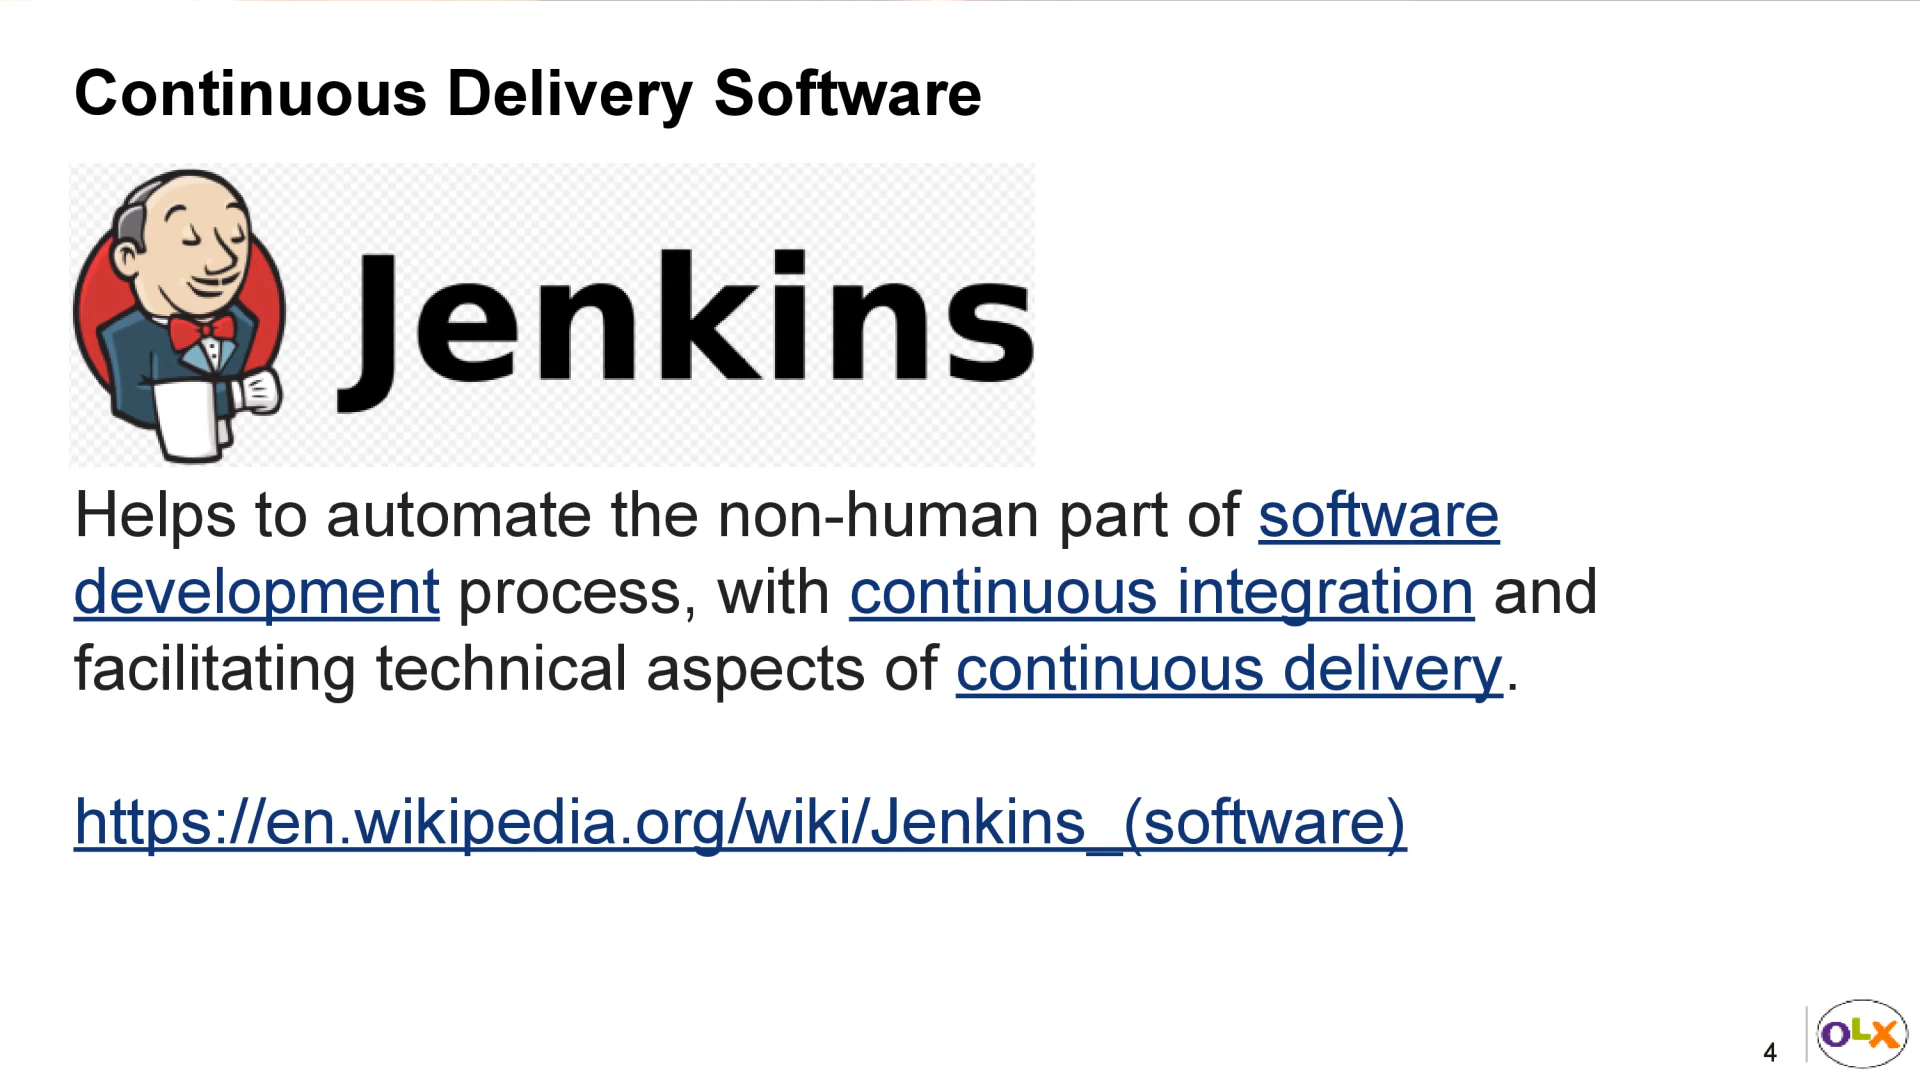 Continuous Delivery Software
Jenkins
Helps to automate the non-human part of software
development process, with continuous integration and
facilitating technical aspects of continuous delivery.
https://en.wikipedia.org/wiki/Jenkins_(software)
4
OLX